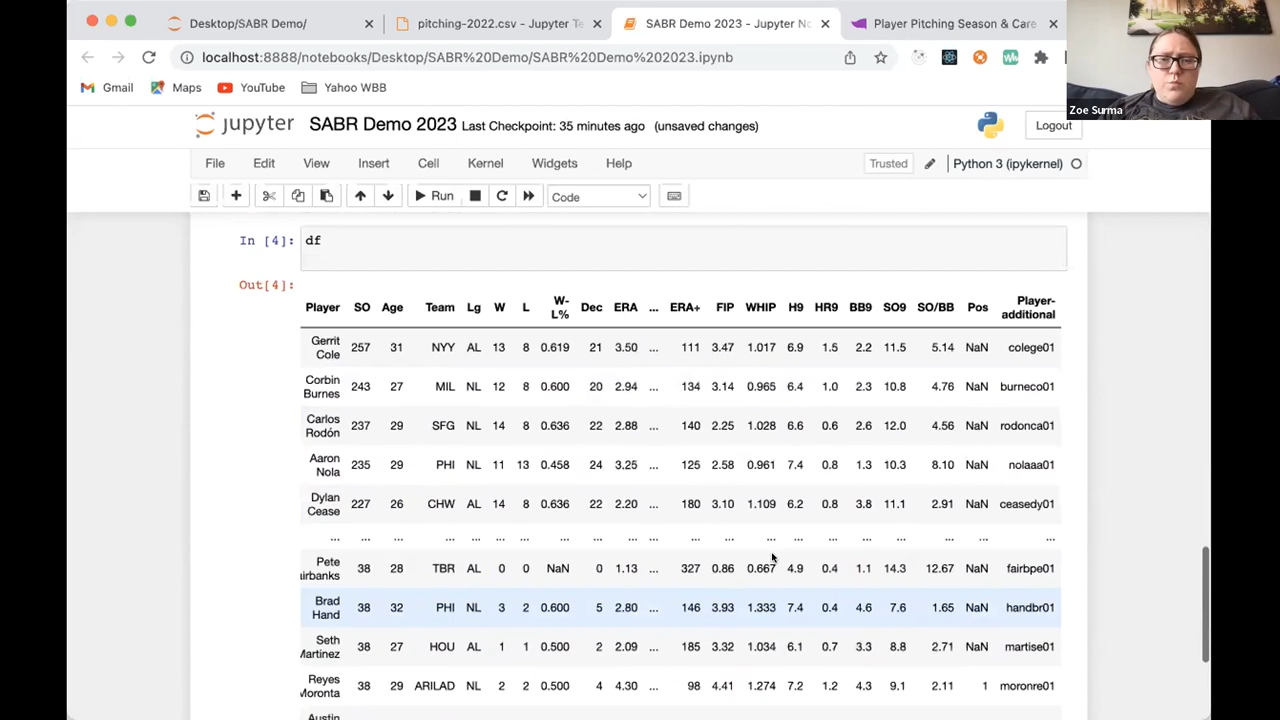 Desktop/SABR Demo/
pitching-2022.csv - Jupyter Te
SABR Demo 2023 - Jupyter No
Player Pitching Season & Care
localhost:8888/notebooks/Desktop/SABR%20Demo/SABR%20Demo%202023.ipynb
Zoe Surma
Gmail Maps YouTube Yahoo WBB
jupyter SABR Demo 2023 Last Checkpoint: 35 minutes ago (unsaved changes) Logout
File Edit View Insert Cell Kernel Widgets Help Trusted Python 3 (ipykernel)
Run Code
In [4]: df
Out[4]:
Player SO Age Team Lg W L W-L% Dec ERA ... ERA+ FIP WHIP H9 HR9 BB9 SO9 SO/BB Pos Player-additional
Gerrit Cole 257 31 NYY AL 13 8 0.619 21 3.50 ... 111 3.47 1.017 6.9 1.5 2.2 11.5 5.14 NaN colege01
Corbin Burnes 243 27 MIL NL 12 8 0.600 20 2.94 ... 134 3.14 0.965 6.4 1.0 2.3 10.8 4.76 NaN burneco01
Carlos Rodón 237 29 SFG NL 14 8 0.636 22 2.88 ... 140 2.25 1.028 6.6 0.6 2.6 12.0 4.56 NaN rodonca01
Aaron Nola 235 29 PHI NL 11 13 0.458 24 3.25 ... 125 2.58 0.961 7.4 0.8 1.3 10.3 8.10 NaN nolaaa01
Dylan Cease 227 26 CHW AL 14 8 0.636 22 2.20 ... 180 3.10 1.109 6.2 0.8 3.8 11.1 2.91 NaN ceasedy01
... ... ... ... ... ... ... ... ... ... ... ... ... ... ... ... ... ... ... ... ...
Pete airbanks 38 28 TBR AL 0 0 NaN 0 1.13 ... 327 0.86 0.667 4.9 0.4 1.1 14.3 12.67 NaN fairbpe01
Brad Hand 38 32 PHI NL 3 2 0.600 5 2.80 ... 146 3.93 1.333 7.4 0.4 4.6 7.6 1.65 NaN handbr01
Seth Martinez 38 27 HOU AL 1 1 0.500 2 2.09 ... 185 3.32 1.034 6.1 0.7 3.3 8.8 2.71 NaN martise01
Reyes Moronta 38 29 ARILAD NL 2 2 0.500 4 4.30 ... 98 4.41 1.274 7.2 1.2 4.3 9.1 2.11 1 moronre01
Austin